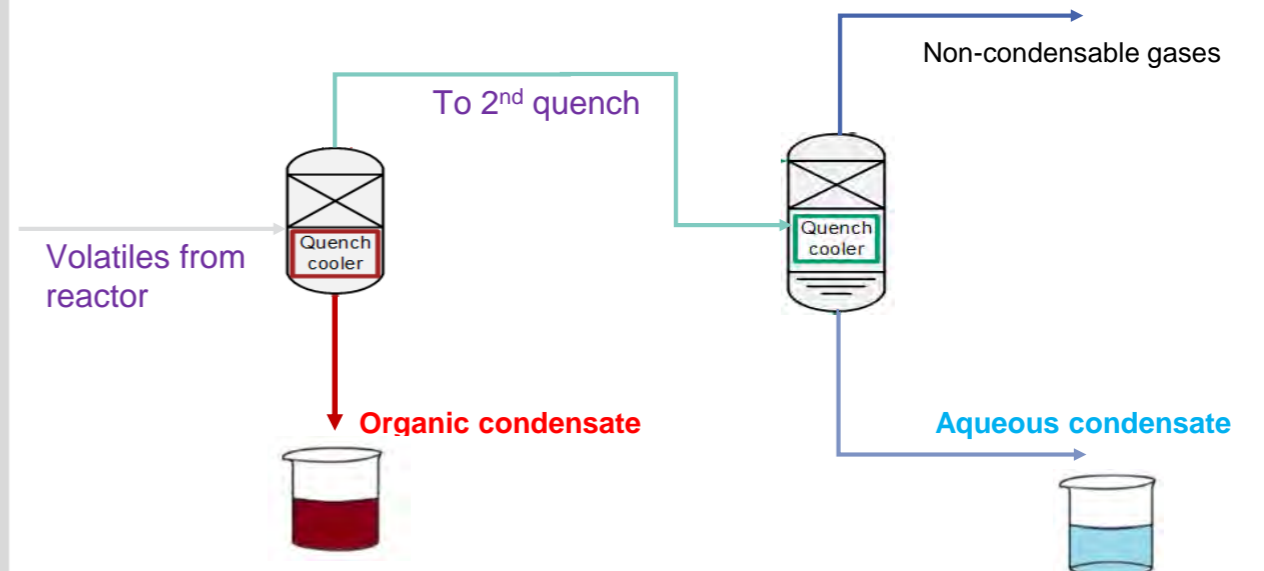 Non-condensable gases
To 2nd quench
Quench
cooler
Quench
cooler
Volatiles from
reactor
Organic condensate
Aqueous condensate